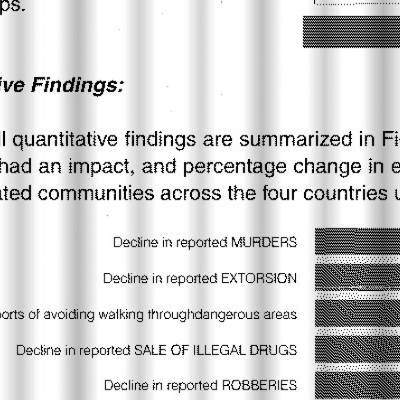 ps.
ive Findings:
ll quantitative findings are summarized in Fi
had an impact, and percentage change in e
ated communities across the four countries u
Decline in reported MURDERS
Decline in reported EXTORSION
orts of avoiding walking throughdangerous areas
Decline in reported SALE OF ILLEGAL DRUGS
Decline in reported ROBBERIES